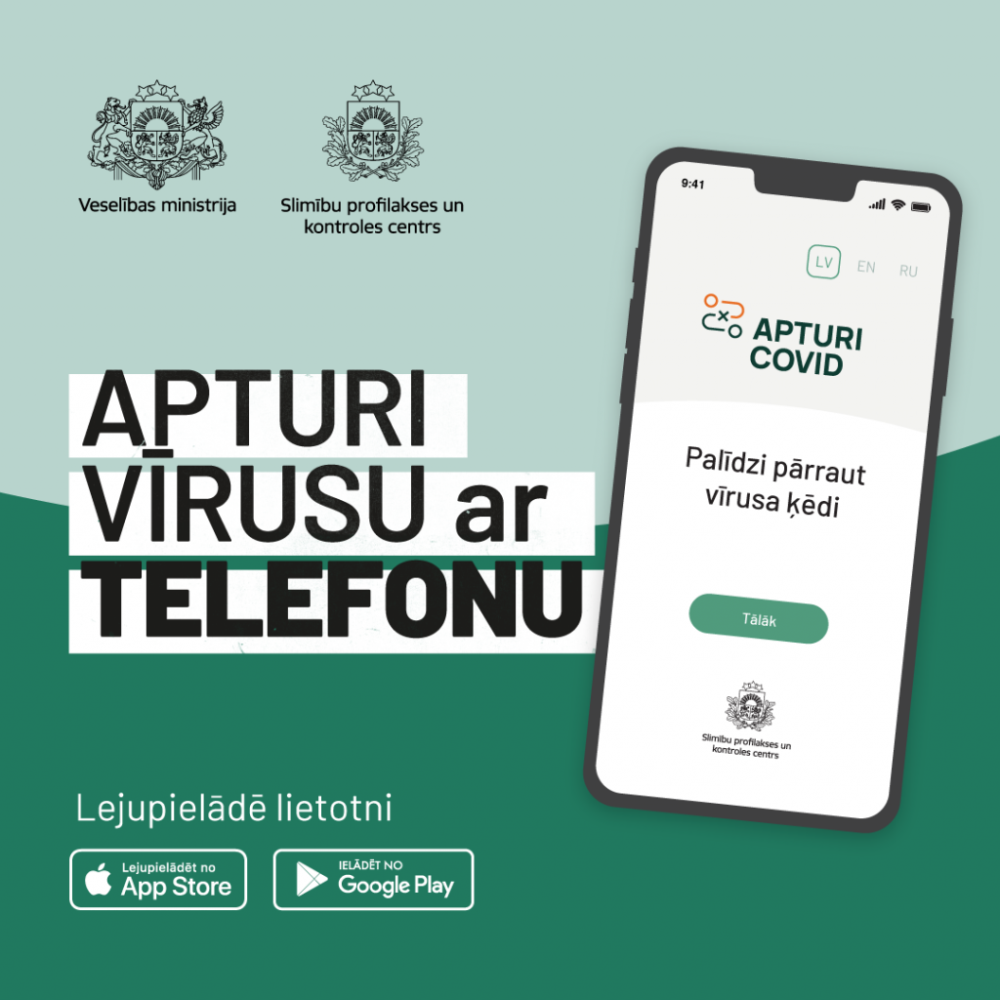 Veselības ministrija
Slimību profilakses un
kontroles centrs
APTURI
VĪRUSU ar
TELEFONU
Lejupielādē lietotni
Lejupielādēt no
App Store
IELĀDĒT NO
Google Play
9:41
LV EN RU
APTURI
COVID
Palīdzi pārraut
vīrusa ķēdi
Tālāk
Slimību profilakses un
kontroles centrs